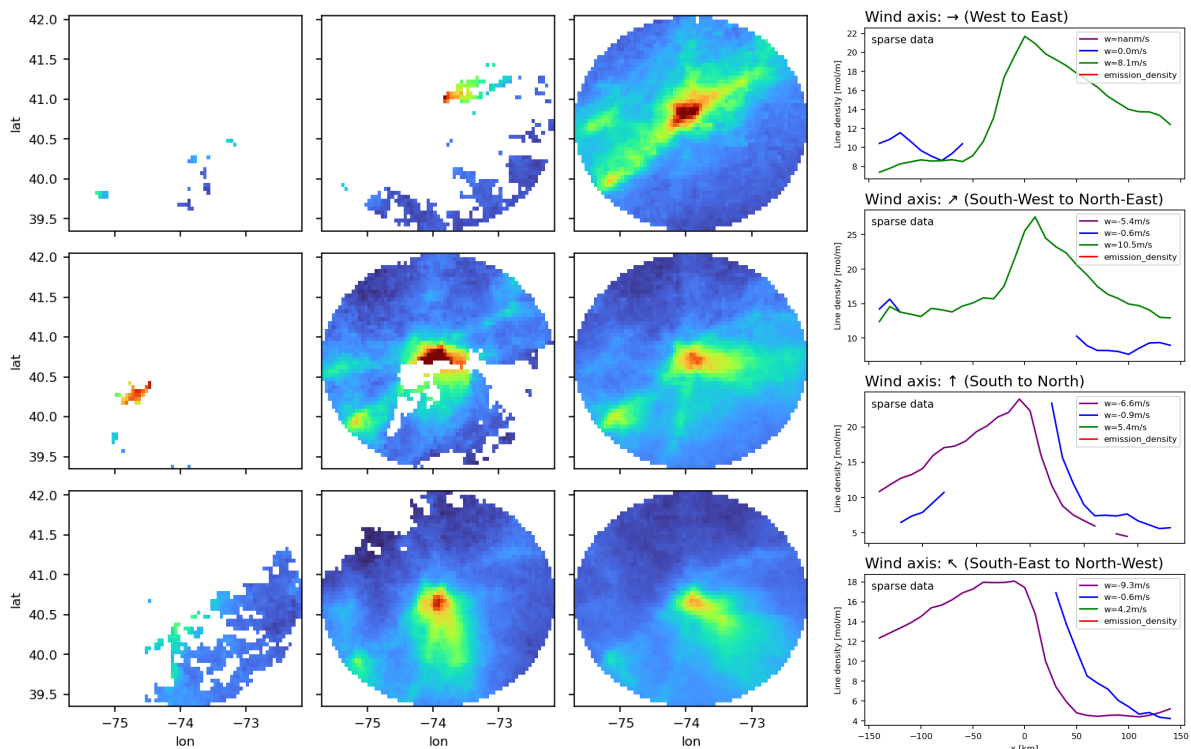 42.0
41.5
41.0
40.5
40.0
39.5
lat
42.0
41.5
41.0
40.5
40.0
39.5
lat
42.0
41.5
41.0
40.5
40.0
39.5
lat
−75 −74 −73
lon
−75 −74 −73
lon
−75 −74 −73
lon
Wind axis: → (West to East)
sparse data
w=nanm/s
w=0.0m/s
w=8.1m/s
emission_density
Line density [mol/m]
22
20
18
16
14
12
10
8
Wind axis: ↗ (South-West to North-East)
sparse data
w=-5.4m/s
w=-0.6m/s
w=10.5m/s
emission_density
Line density [mol/m]
25
20
15
10
Wind axis: ↑ (South to North)
sparse data
w=-6.6m/s
w=-0.9m/s
w=5.4m/s
emission_density
Line density [mol/m]
20
15
10
5
Wind axis: ↖ (South-East to North-West)
sparse data
w=-9.3m/s
w=-0.6m/s
w=4.2m/s
emission_density
Line density [mol/m]
18
16
14
12
10
8
6
4
−150 −100 −50 0 50 100 150
x [km]